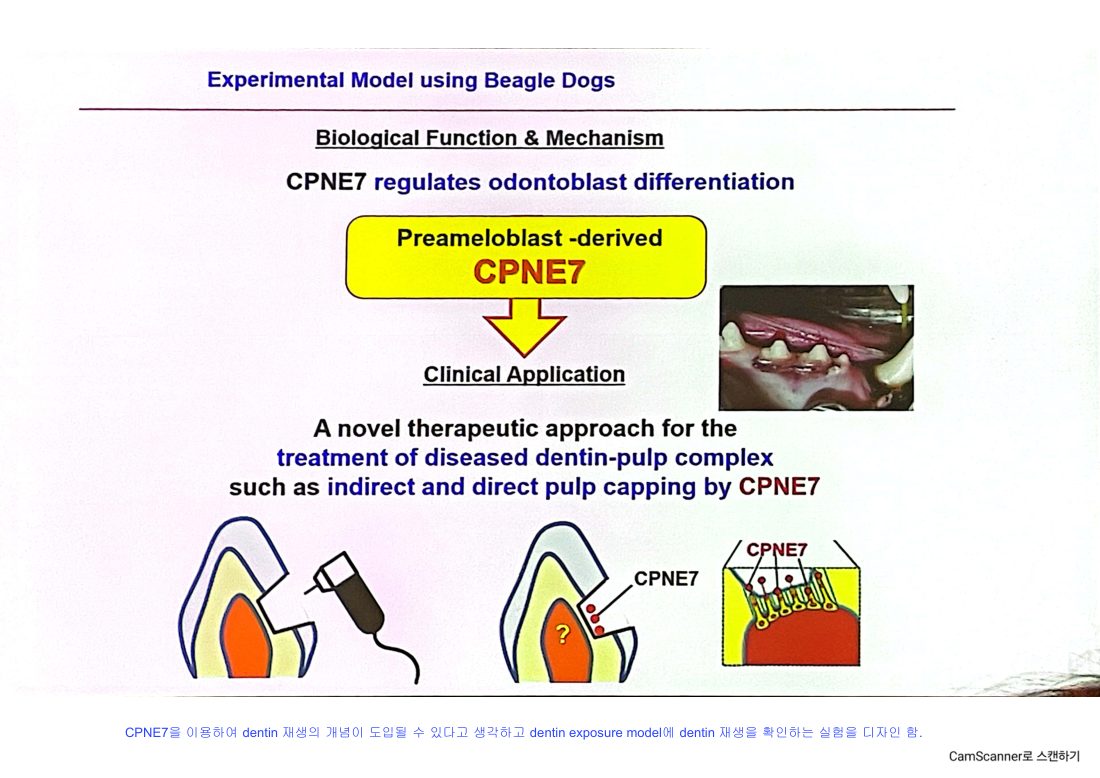 Experimental Model using Beagle Dogs
Biological Function & Mechanism
CPNE7 regulates odontoblast differentiation
Preameloblast -derived
CPNE7
Clinical Application
A novel therapeutic approach for the
treatment of diseased dentin-pulp complex
such as indirect and direct pulp capping by CPNE7
CPNE7
?
CPNE7
CPNE7을 이용하여 dentin 재생의 개념이 도입될 수 있다고 생각하고 dentin exposure model에 dentin 재생을 확인하는 실험을 디자인 함.
CamScanner로 스캔하기